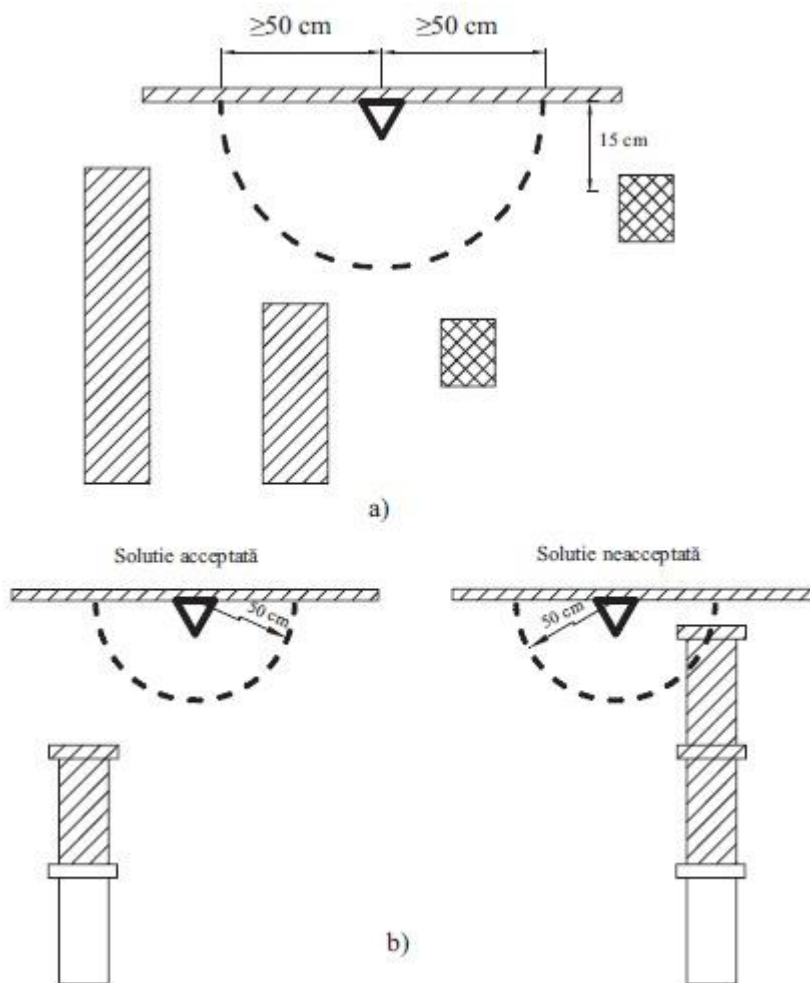 ≥50 cm ≥50 cm
15 cm
a)
Solutie acceptată Solutie neacceptată
50 cm 50 cm
b)